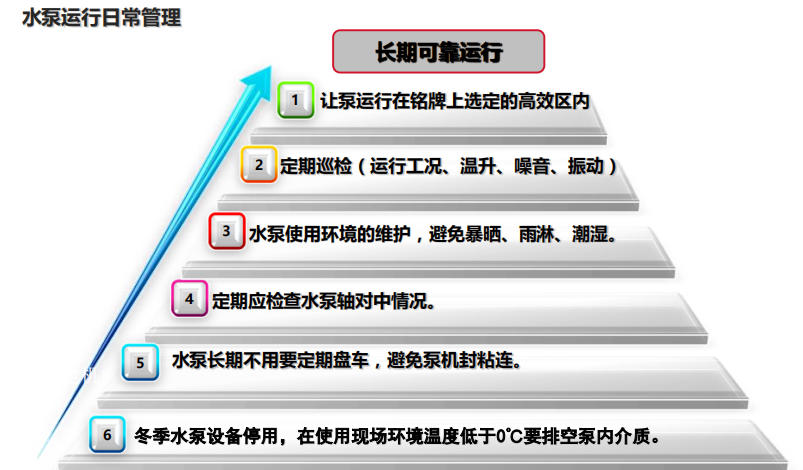 水泵运行日常管理
长期可靠运行
1 让泵运行在铭牌上选定的高效区内
2 定期巡检（运行工况、温升、噪音、振动）
3 水泵使用环境的维护，避免暴晒、雨淋、潮湿。
4 定期应检查水泵轴对中情况。
5 水泵长期不用要定期盘车，避免泵机封粘连。
6 冬季水泵设备停用，在使用现场环境温度低于0℃要排空泵内介质。